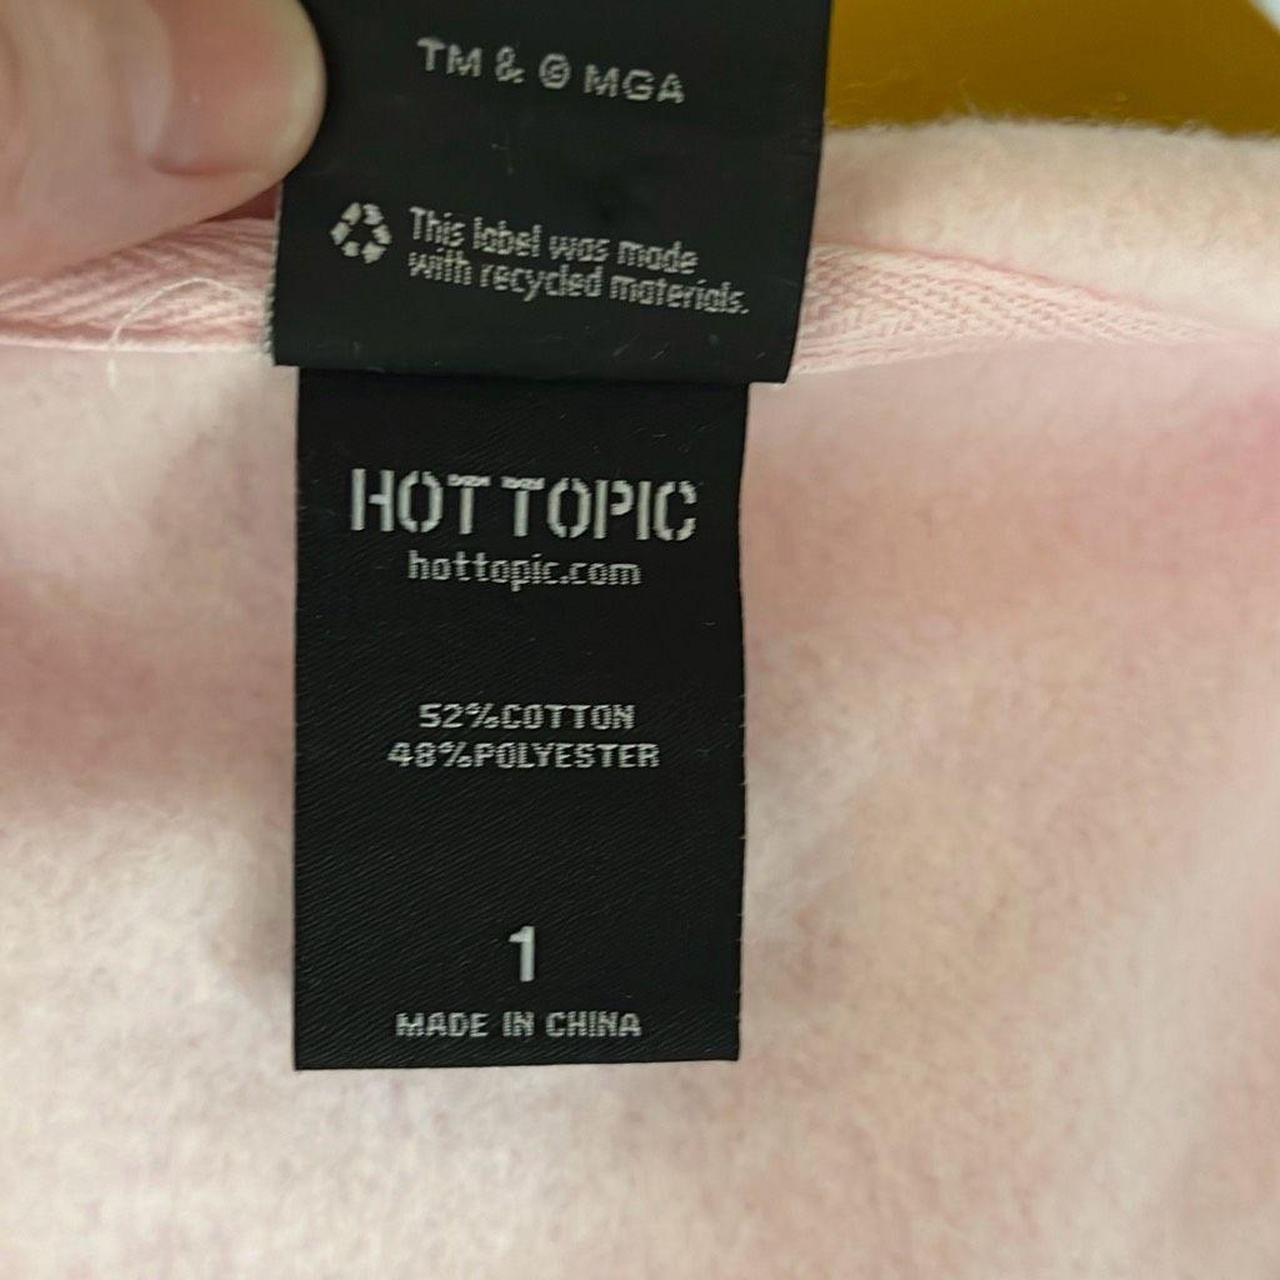 TM & © MGA
This label was made
with recycled materials.
HOT TOPIC
hottopic.com
52%COTTON
48%POLYESTER
1
MADE IN CHINA